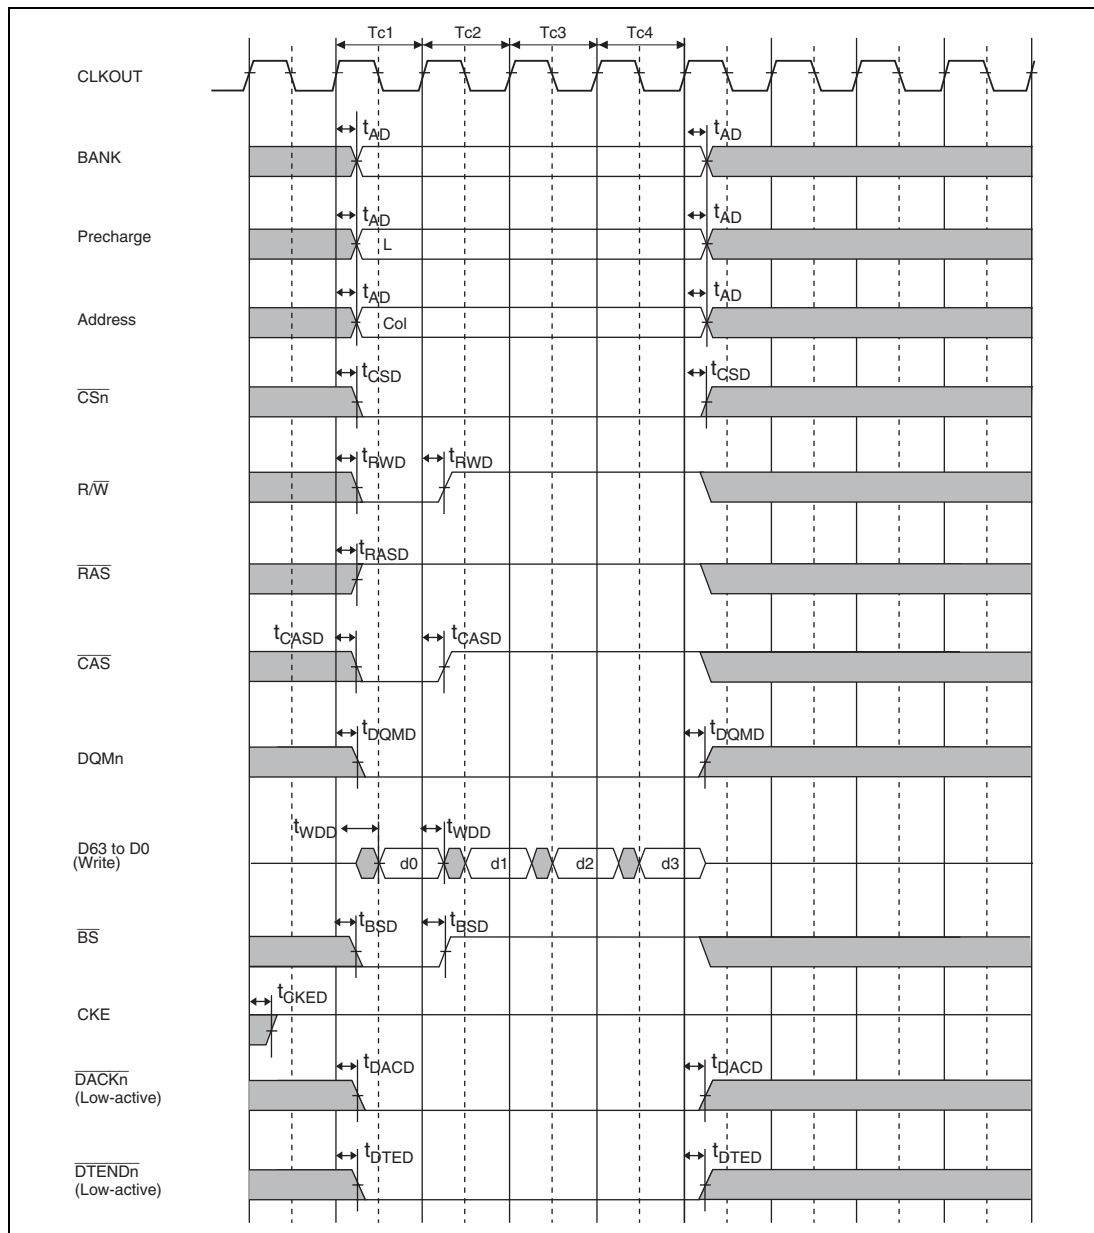 Tc1 Tc2 Tc3 Tc4
CLKOUT
tAD tAD
BANK
tAD tAD
Precharge L
tAD tAD
Address Col
tCSD tCSD
CSn
tRWD tRWD
R/W
tRASD
RAS
tCASD tCASD
CAS
tDQMD tDQMD
DQMn
tWDD tWDD
D63 to D0
(Write)
d0 d1 d2 d3
tBSD tBSD
BS
tCKED
CKE
tDACD tDACD
DACKn
(Low-active)
tDTED tDTED
DTENDn
(Low-active)